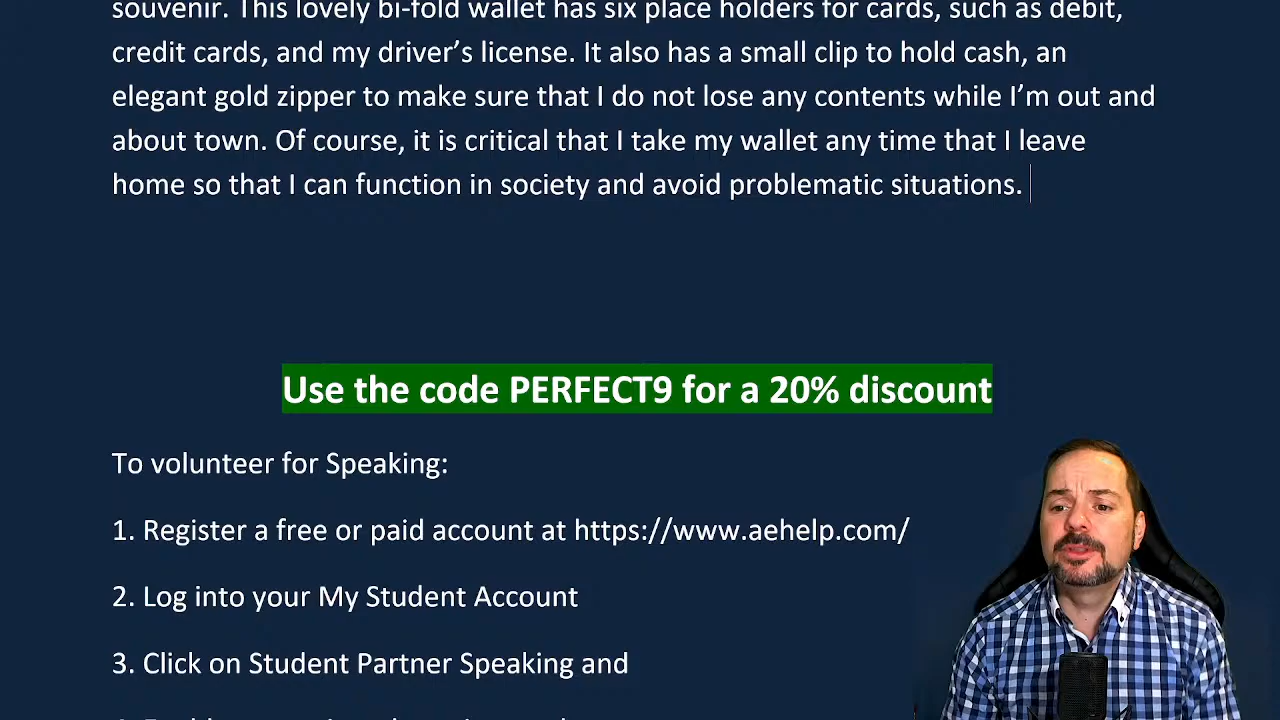 souvenir. This lovely bi-fold wallet has six place holders for cards, such as debit,
credit cards, and my driver’s license. It also has a small clip to hold cash, an
elegant gold zipper to make sure that I do not lose any contents while I’m out and
about town. Of course, it is critical that I take my wallet any time that I leave
home so that I can function in society and avoid problematic situations.
Use the code PERFECT9 for a 20% discount
To volunteer for Speaking:
1. Register a free or paid account at https://www.aehelp.com/
2. Log into your My Student Account
3. Click on Student Partner Speaking and